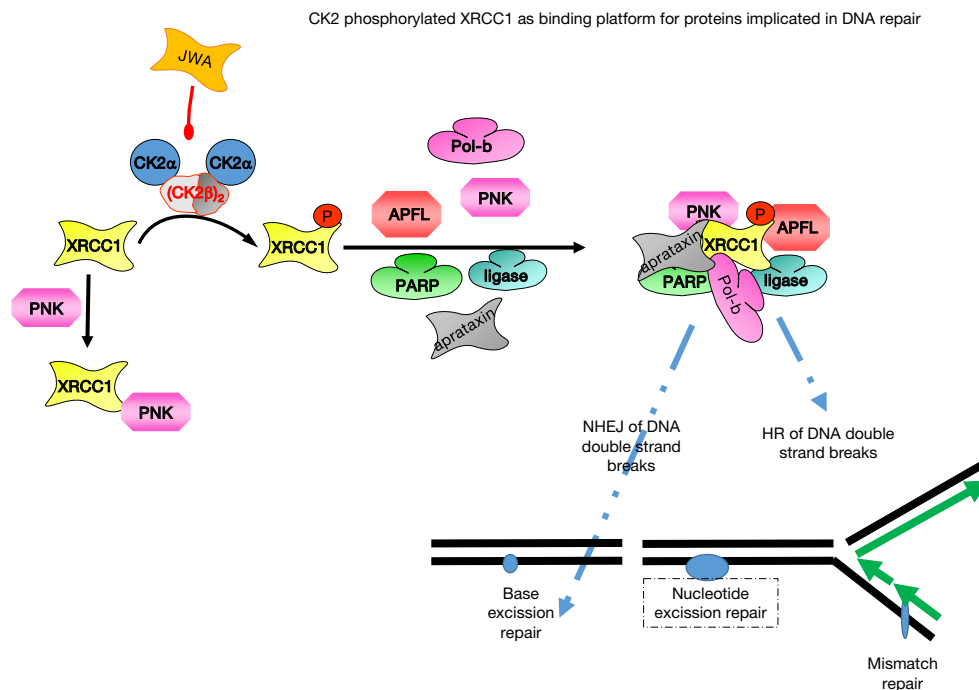 CK2 phosphorylated XRCC1 as binding platform for proteins implicated in DNA repair
JWA
CK2α
CK2α
(CK2β)2
XRCC1
P
XRCC1
PNK
XRCC1
PNK
Pol-b
PNK
APFL
PARP
ligase
aprataxin
PNK
P
XRCC1
APFL
aprataxin
PARP
Pol-b
ligase
NHEJ of DNA
double strand
breaks
HR of DNA double
strand breaks
Base
excission
repair
Nucleotide
excission repair
Mismatch
repair